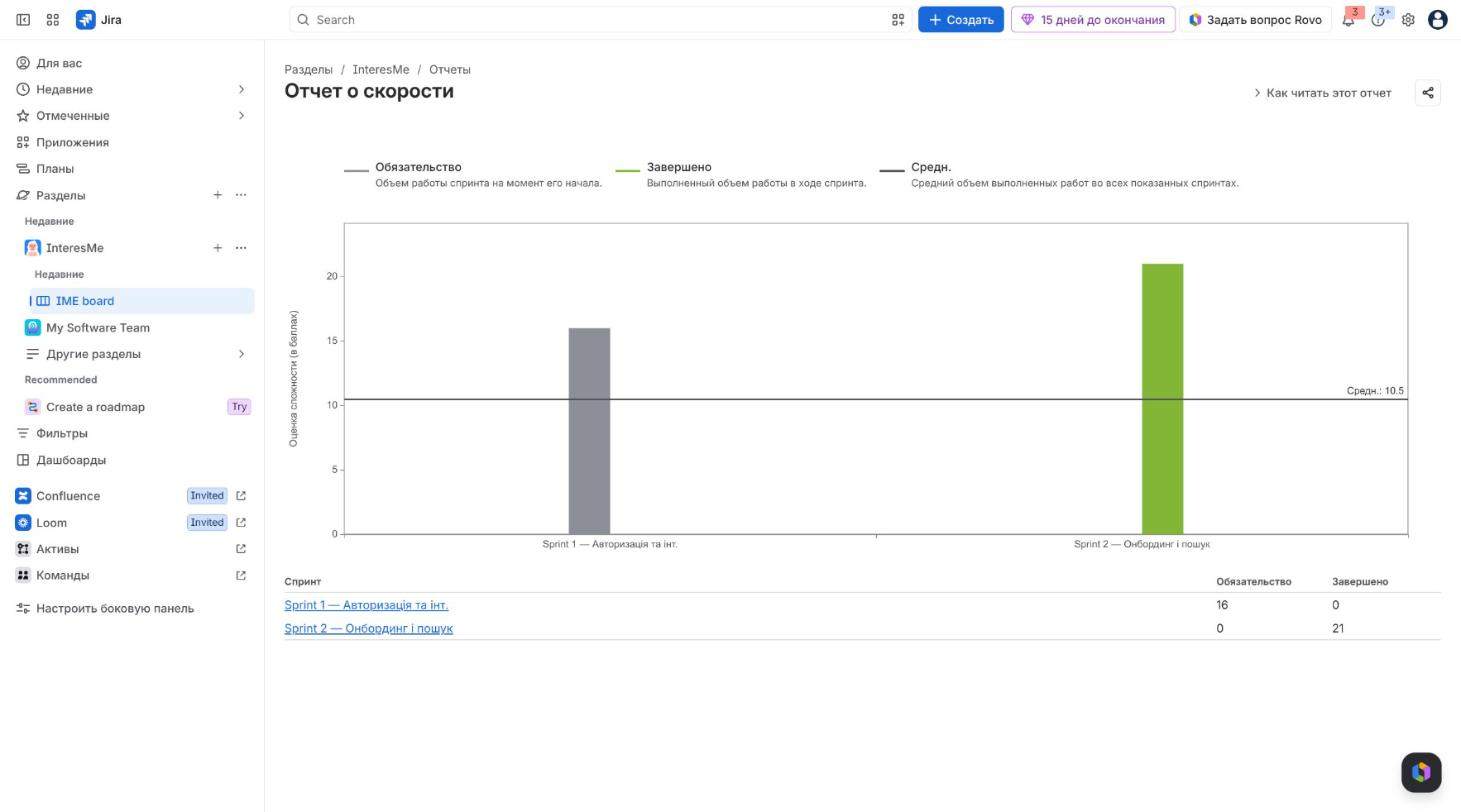 Jira
Search
Создать
15 дней до окончания
Задать вопрос Rovo
3
3+
Для вас
Недавние
Отмеченные
Приложения
Планы
Разделы
Недавние
InteresMe
Недавние
IME board
My Software Team
Другие разделы
Recommended
Create a roadmap
Try
Фильтры
Дашбоарды
Confluence
Invited
Loom
Invited
Активы
Команды
Настроить боковую панель
Разделы / InteresMe / Отчеты
Отчет о скорости
Как читать этот отчет
Обязательство
Объем работы спринта на момент его начала.
Завершено
Выполненный объем работы в ходе спринта.
Средн.
Средний объем выполненных работ во всех показанных спринтах.
Оценка сложности (в баллах)
20
15
10
5
0
Средн.: 10.5
Sprint 1 — Авторизація та інт.
Sprint 2 — Онбординг і пошук
Спринт Обязательство Завершено
Sprint 1 — Авторизація та інт. 16 0
Sprint 2 — Онбординг і пошук 0 21